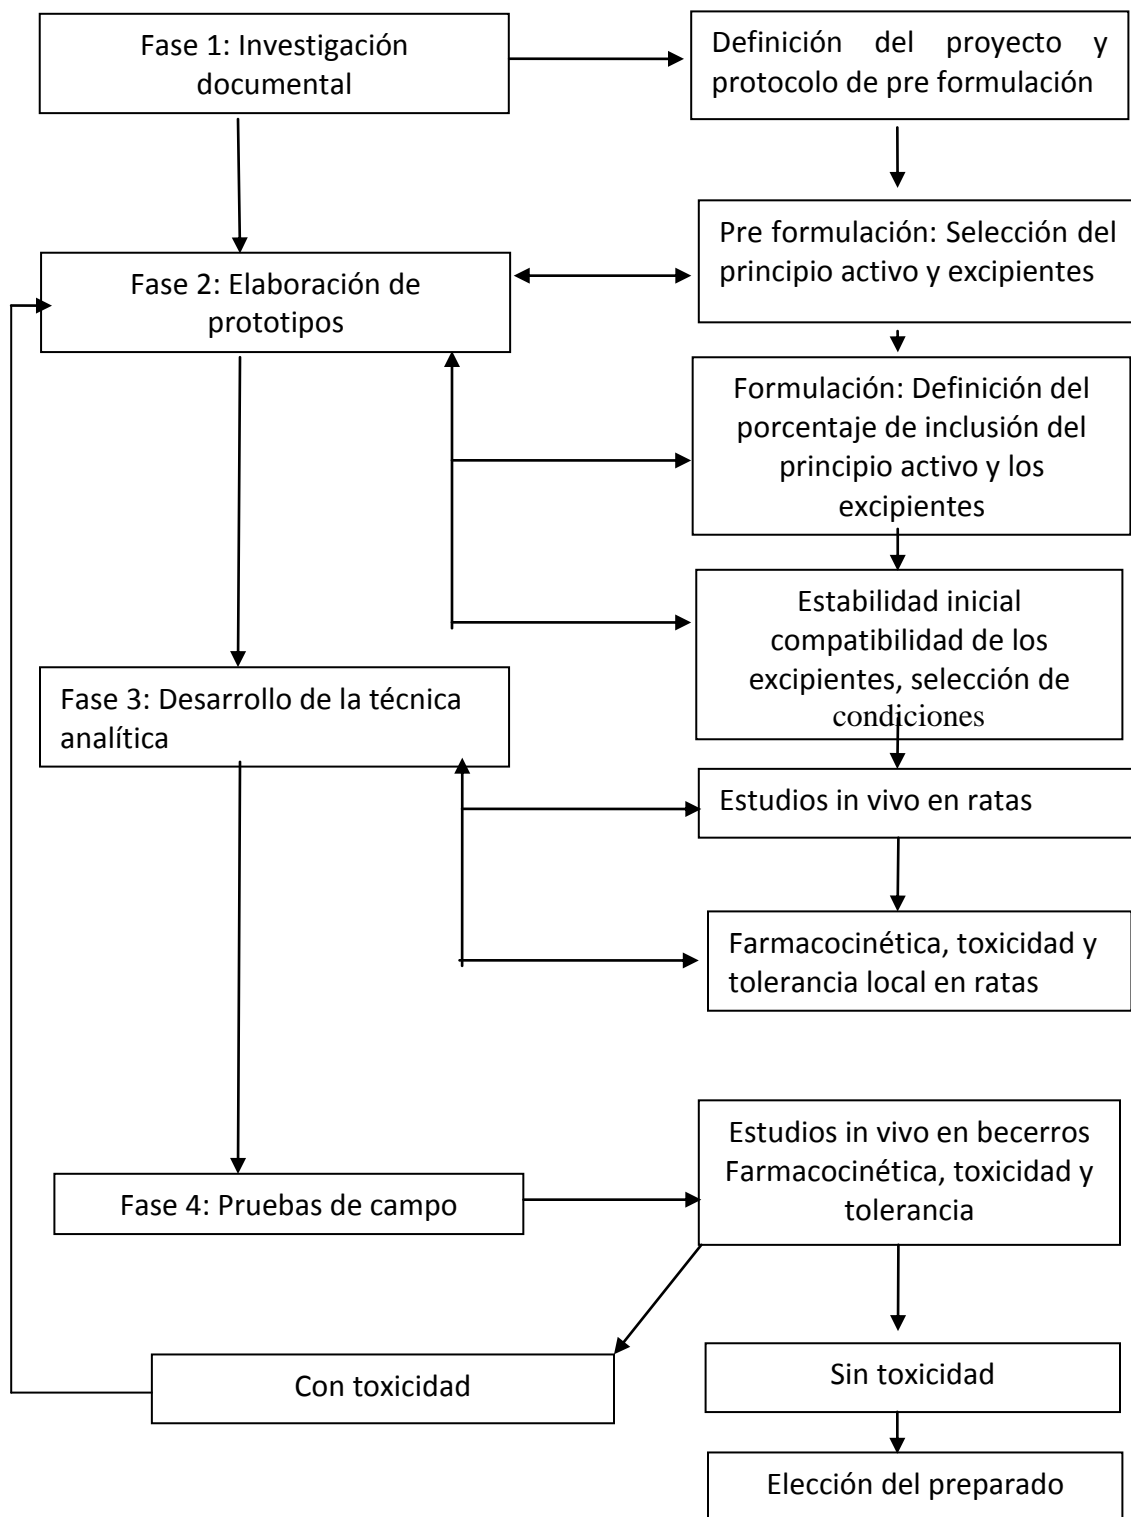 Fase 1: Investigación
documental
Definición del proyecto y
protocolo de pre formulación
Pre formulación: Selección del
principio activo y excipientes
Fase 2: Elaboración de
prototipos
Formulación: Definición del
porcentaje de inclusión del
principio activo y los
excipientes
Estabilidad inicial
compatibilidad de los
excipientes, selección de
condiciones
Fase 3: Desarrollo de la técnica
analítica
Estudios in vivo en ratas
Farmacocinética, toxicidad y
tolerancia local en ratas
Estudios in vivo en becerros
Farmacocinética, toxicidad y
tolerancia
Fase 4: Pruebas de campo
Con toxicidad
Sin toxicidad
Elección del preparado